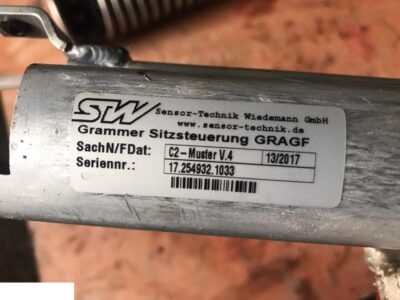 STW Sensor-Technik Wiedemann GmbH
www.sensor-technik.de
Grammer Sitzsteuerung GRAGF
SachN/FDat: C2-Muster V.4 13/2017
Seriennr.: 17.254932.1033